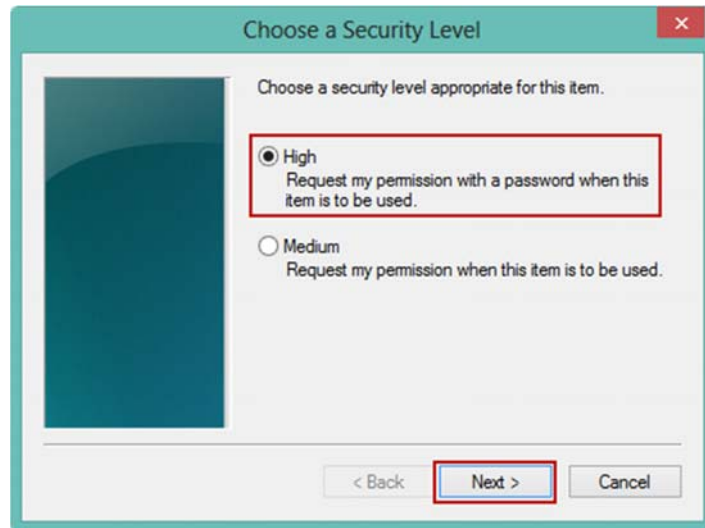 Choose a Security Level
Choose a security level appropriate for this item.
High
Request my permission with a password when this
item is to be used.
Medium
Request my permission when this item is to be used.
< Back
Next >
Cancel